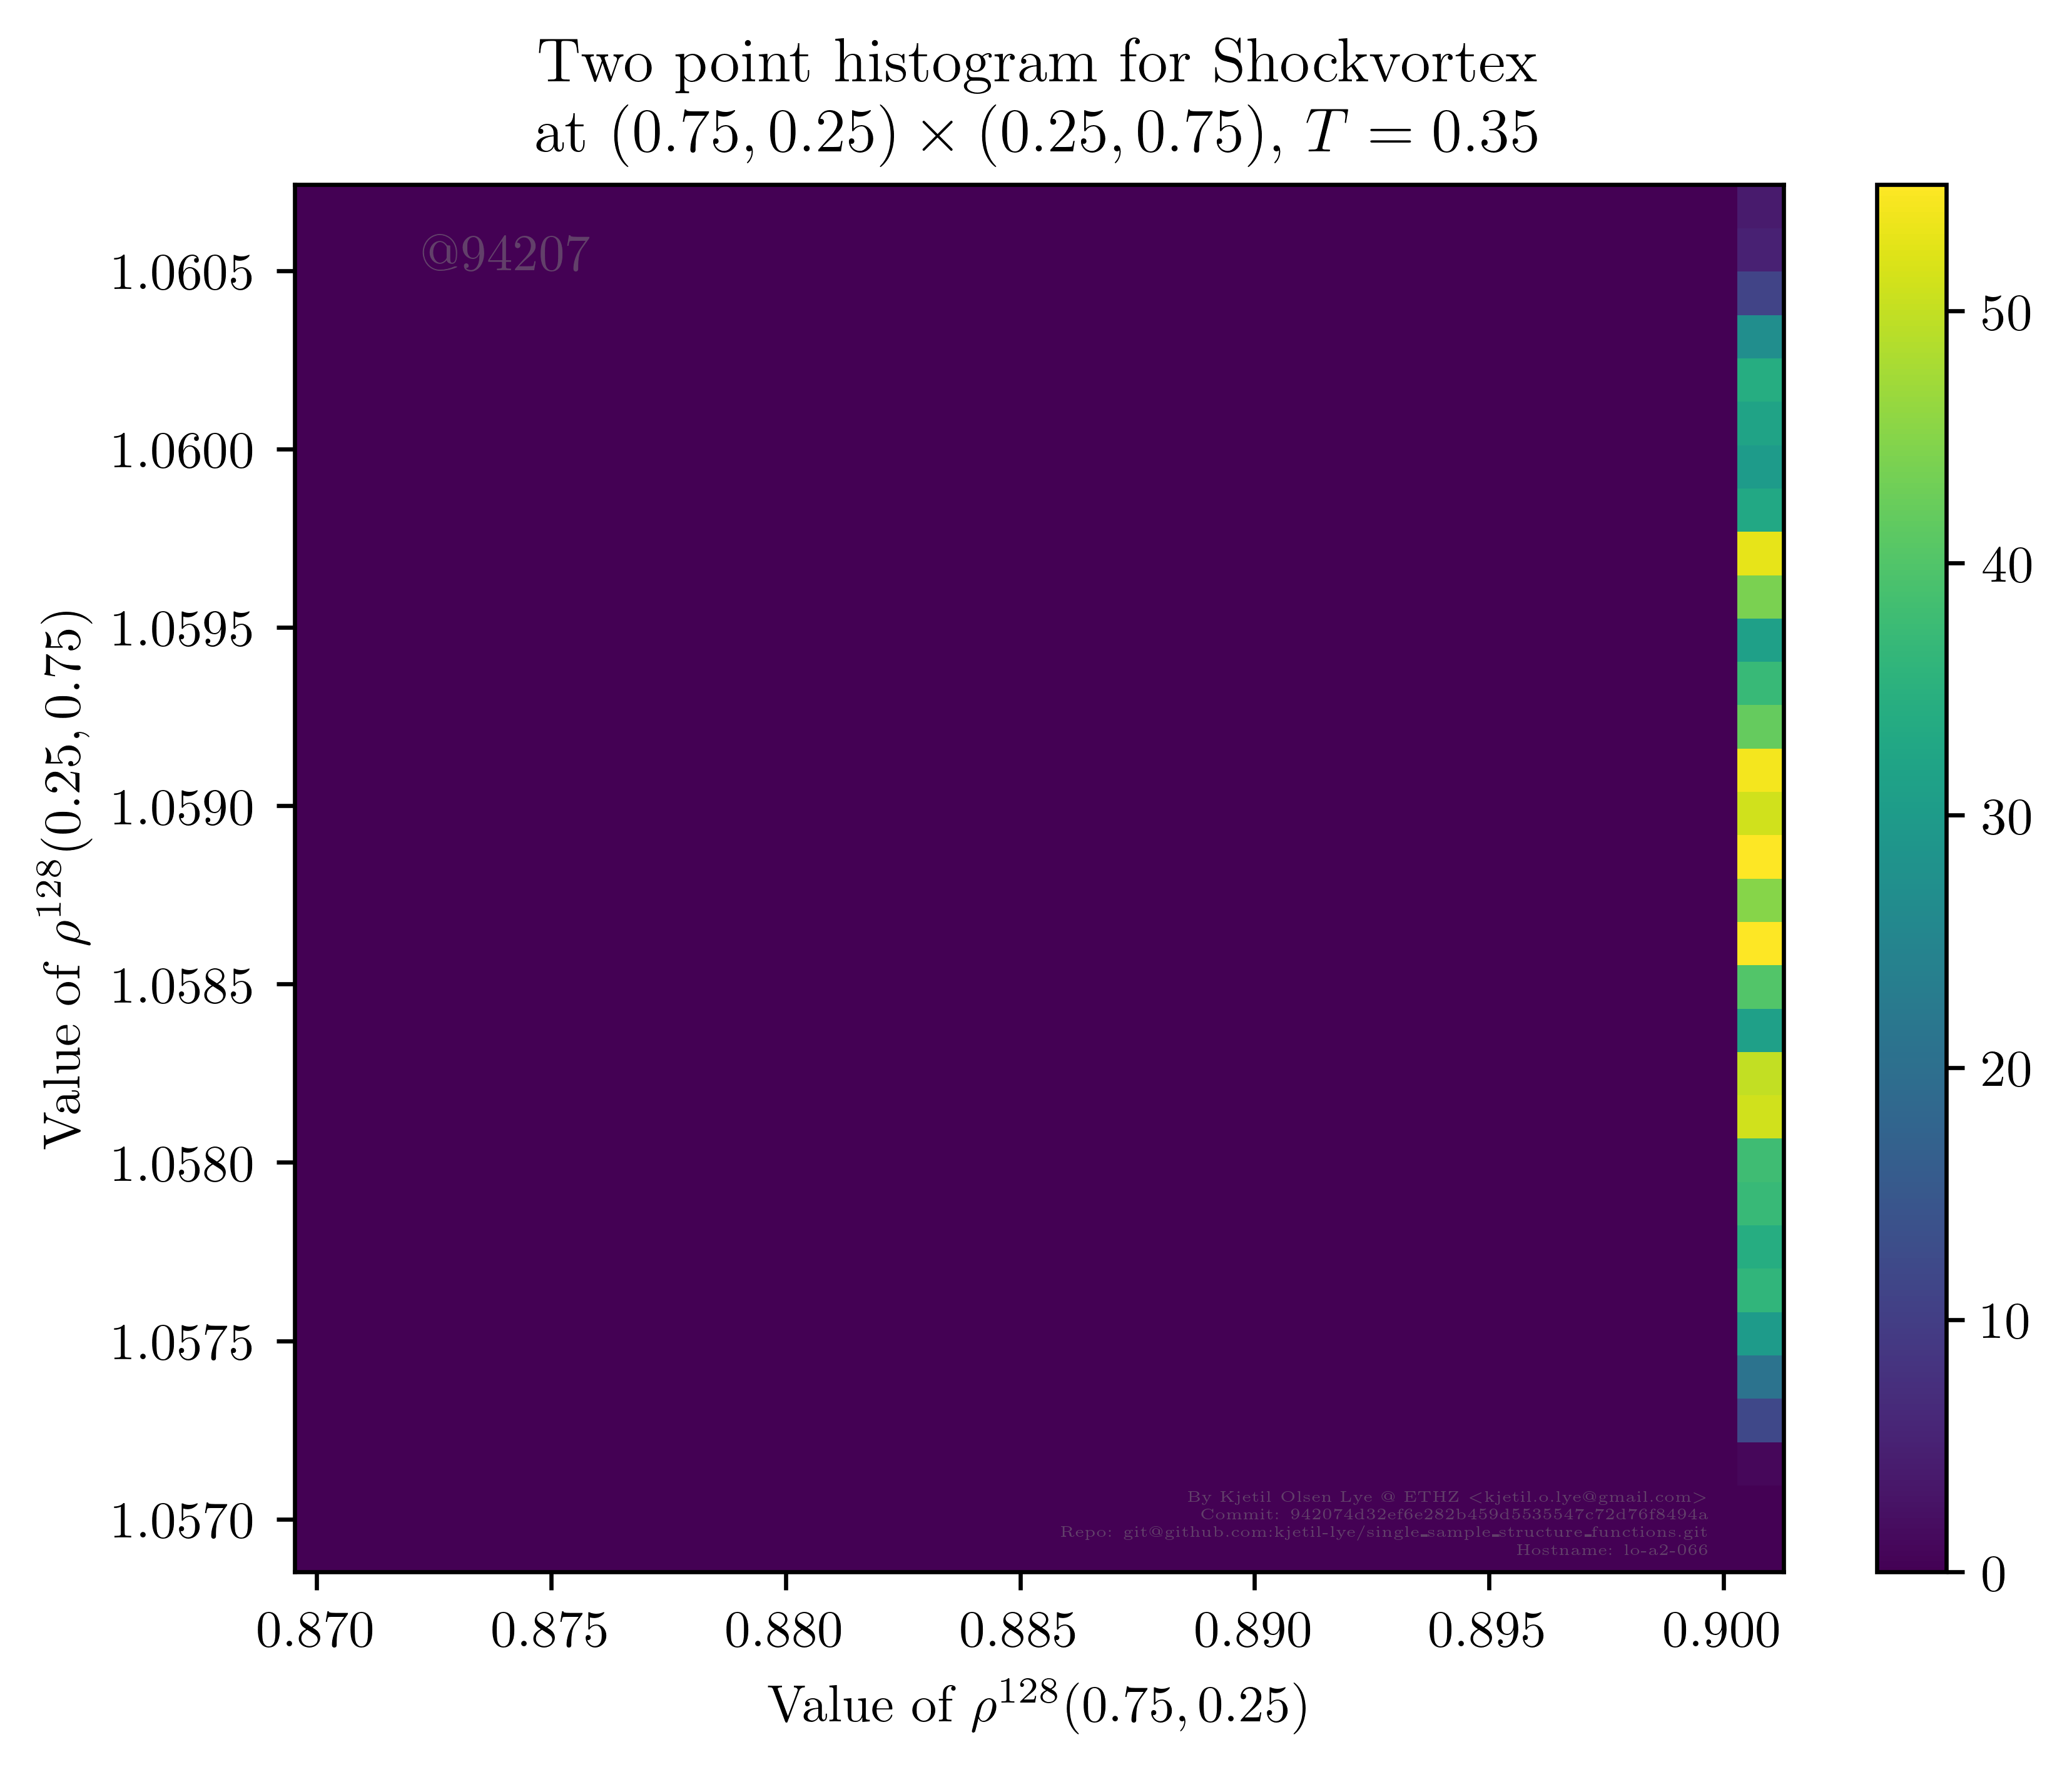 Two point histogram for Shockvortex
at (0.75, 0.25) × (0.25, 0.75), T = 0.35
@94207
1.0605
1.0600
1.0595
1.0590
1.0585
1.0580
1.0575
1.0570
Value of ρ^128(0.25, 0.75)
50
40
30
20
10
0
By Kjetil Olsen Lye @ ETHZ <kjetil.o.lye@gmail.com>
Commit: 942074d32ef6e282b459d5535547c72d76f8494a
Repo: git@github.com:kjetil-lye/single_sample_structure_functions.git
Hostname: lo-a2-066
0.870 0.875 0.880 0.885 0.890 0.895 0.900
Value of ρ^128(0.75, 0.25)